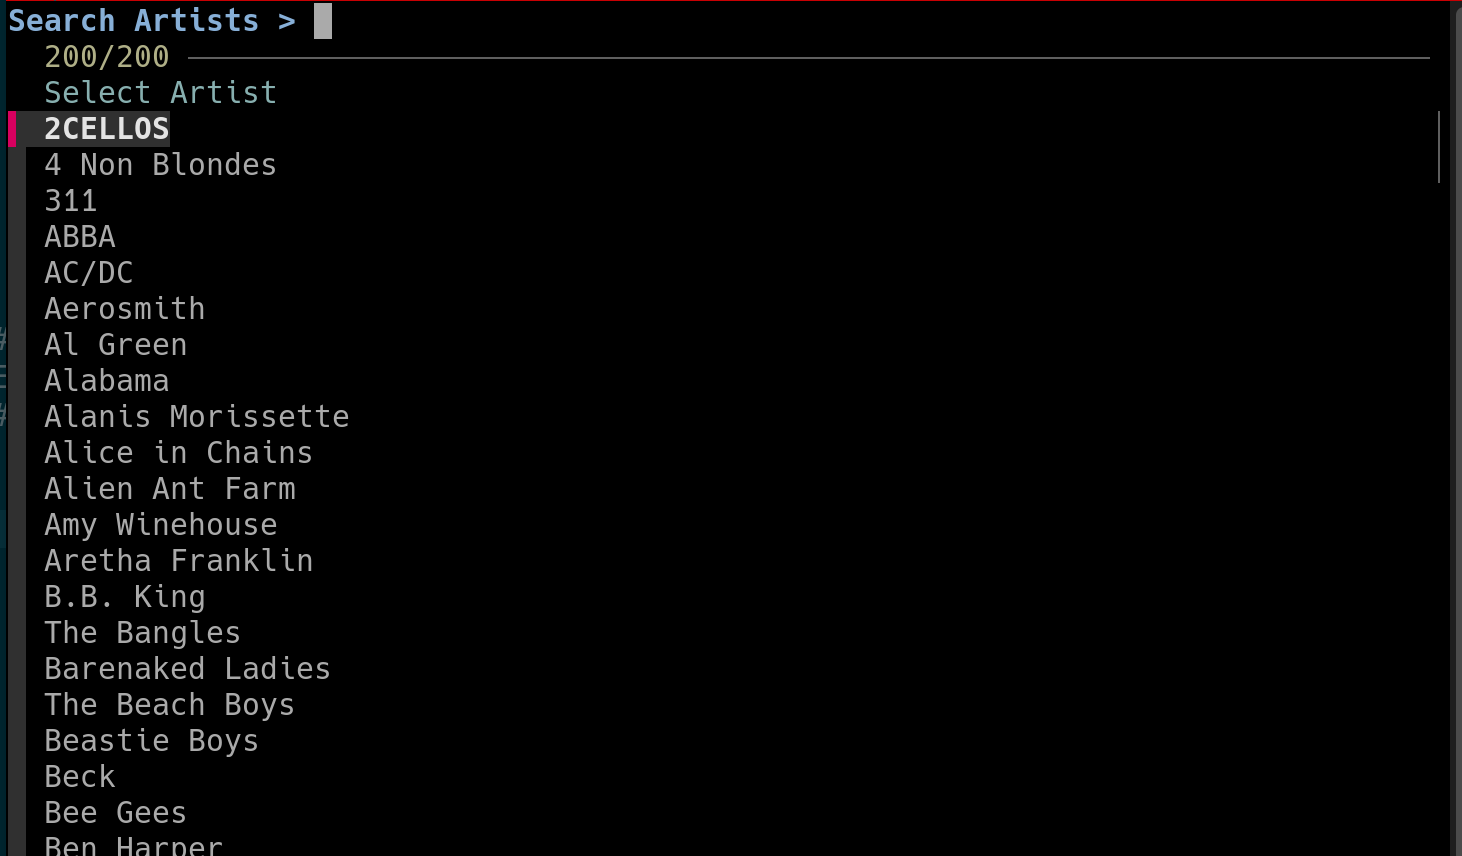 Search Artists >
200/200
Select Artist
2CELLOS
4 Non Blondes
311
ABBA
AC/DC
Aerosmith
Al Green
Alabama
Alanis Morissette
Alice in Chains
Alien Ant Farm
Amy Winehouse
Aretha Franklin
B.B. King
The Bangles
Barenaked Ladies
The Beach Boys
Beastie Boys
Beck
Bee Gees
Ben Harper